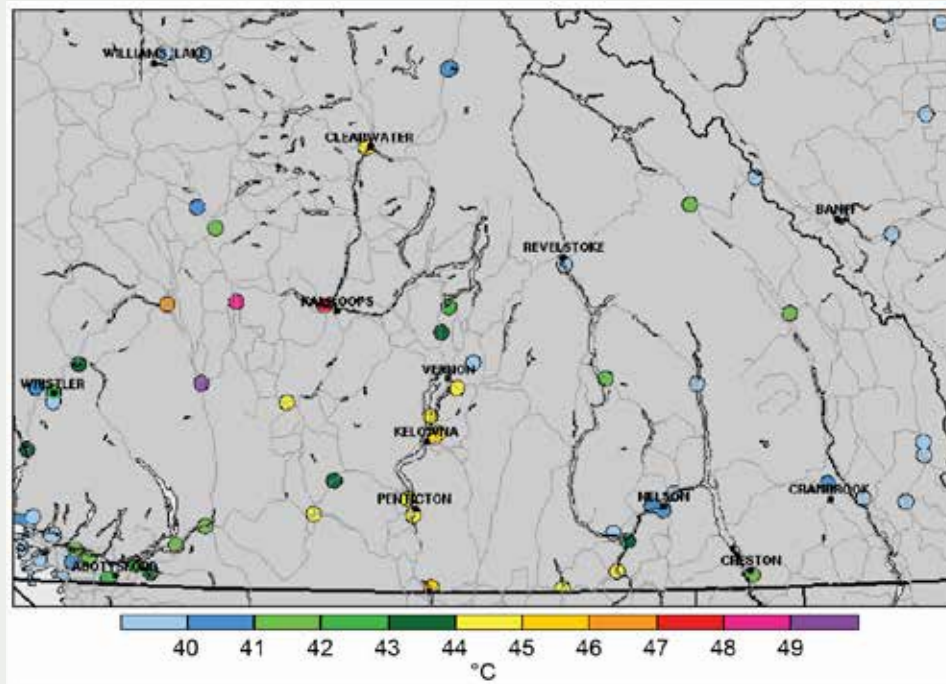 WILLIAMS LAKE
CLEARWATER
BANFF
REVELSTOKE
KAMLOOPS
VERNON
WHISTLER
KELOWNA
PENTICTON
NELSON
CRANBROOK
CRESTON
40 41 42 43 44 45 46 47 48 49
°C